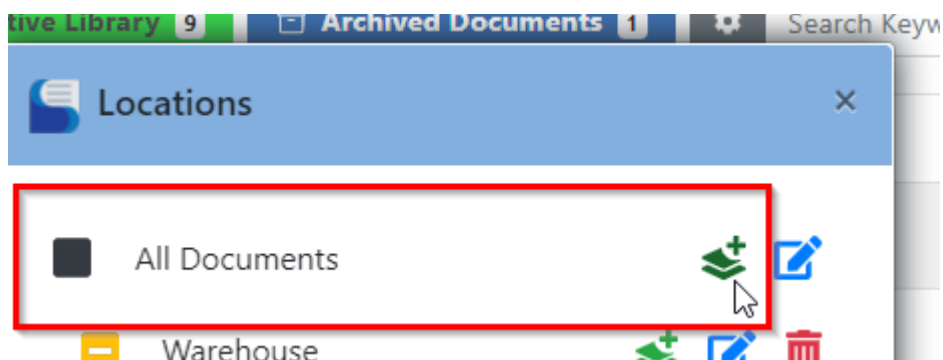 tive Library 9 Archived Documents 1 Search Keyw
Locations ×
All Documents
Warehouse